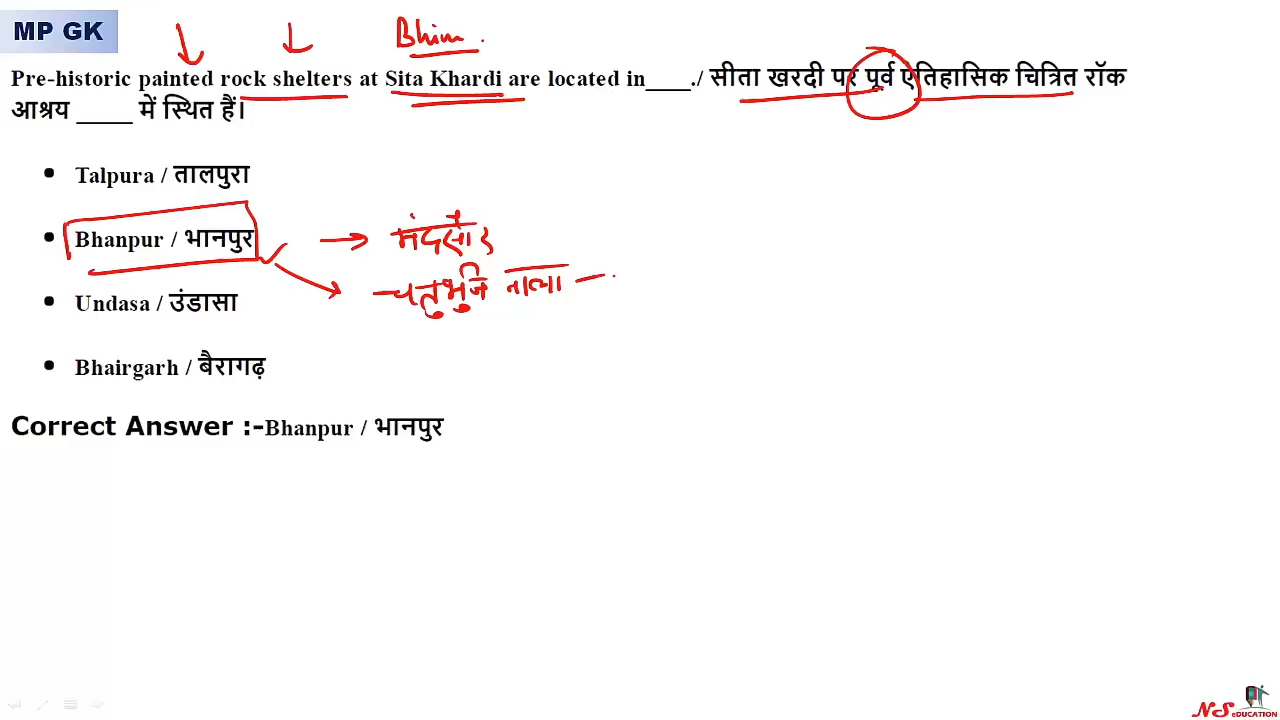 MP GK
Bhim
Pre-historic painted rock shelters at Sita Khardi are located in____./ सीता खरदी पर पूर्व ऐतिहासिक चित्रित रॉक
आश्रय ____ में स्थित हैं।
• Talpura / तालपुरा
• Bhanpur / भानपुर
मंदसौर
चतुर्भुज नाला
• Undasa / उंडासा
• Bhairgarh / बैरागढ़
Correct Answer :-Bhanpur / भानपुर
NS eDUCATION